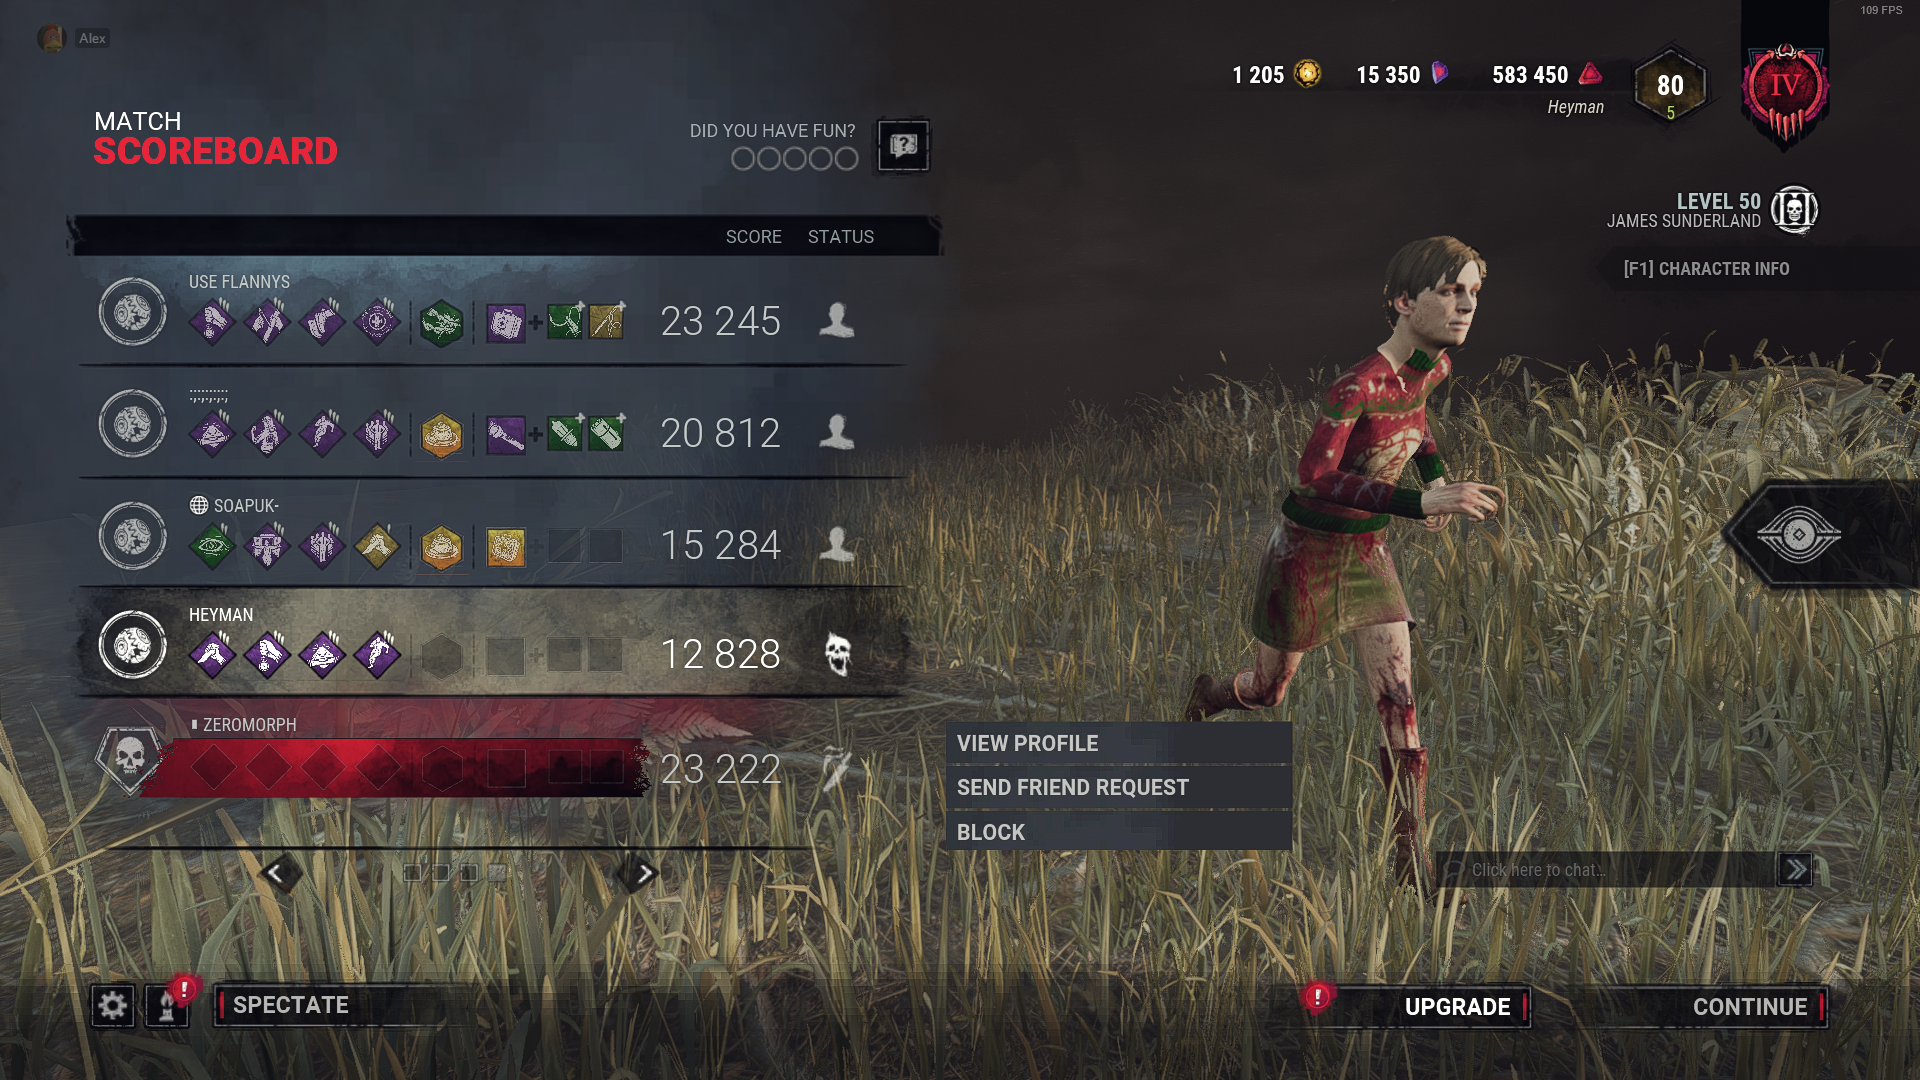 109 FPS
Alex
1 205
15 350
583 450
Heyman
80
5
IV
MATCH
SCOREBOARD
DID YOU HAVE FUN?
?
LEVEL 50
JAMES SUNDERLAND
[F1] CHARACTER INFO
SCORE STATUS
USE FLANNYS
23 245
20 812
SOAPUK-
15 284
HEYMAN
12 828
ZEROMORPH
23 222
VIEW PROFILE
SEND FRIEND REQUEST
BLOCK
Click here to chat...
!
SPECTATE
!
UPGRADE
CONTINUE